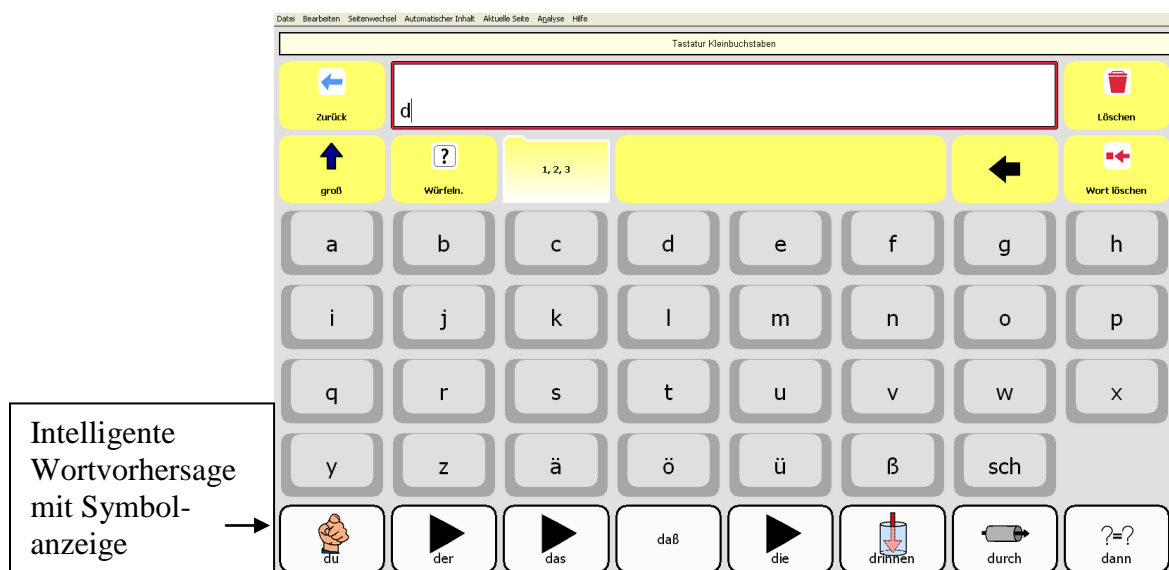 Datei Bearbeiten Seitenwechsel Automatischer Inhalt Aktuelle Seite Analyse Hilfe
Tastatur Kleinbuchstaben
d
Zurück Löschen
groß Würfeln. 1, 2, 3 Wort löschen
a b c d e f g h
i j k l m n o p
q r s t u v w x
y z ä ö ü ß sch
Intelligente
Wortvorhersage
mit Symbol-
anzeige
?=?
du der das daß die drinnen durch dann